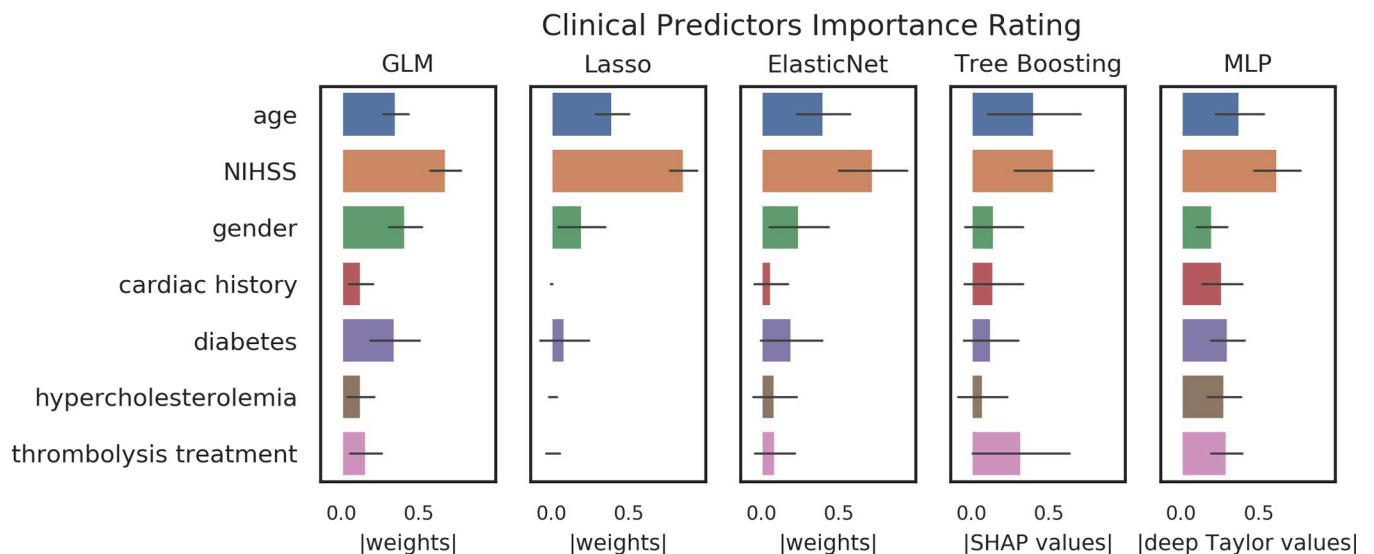 Clinical Predictors Importance Rating
GLM Lasso ElasticNet Tree Boosting MLP
age
NIHSS
gender
cardiac history
diabetes
hypercholesterolemia
thrombolysis treatment
0.0 0.5 0.0 0.5 0.0 0.5 0.0 0.5 0.0 0.5
|weights| |weights| |weights| |SHAP values| |deep Taylor values|